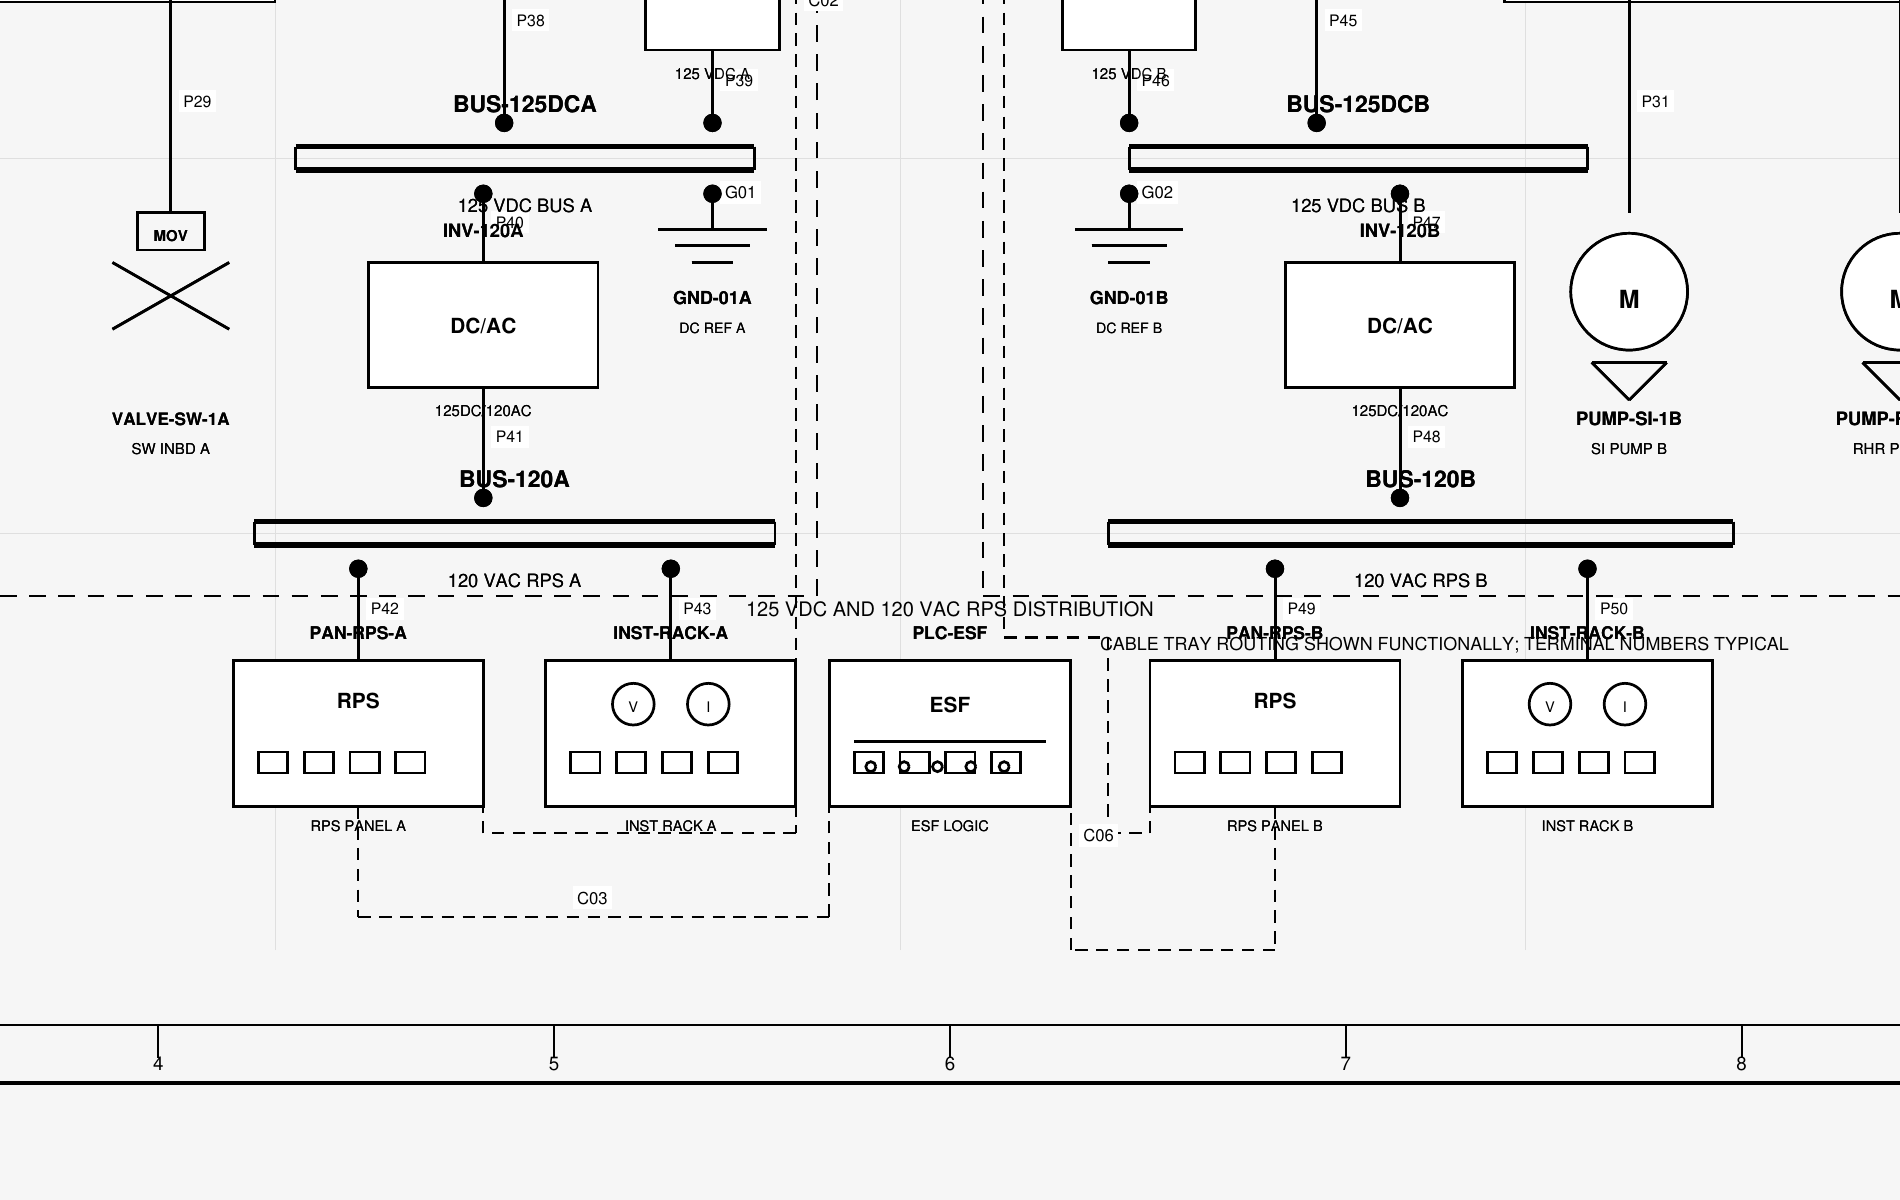 C02
P38
P45
125 VDC A
P39
125 VDC B
P46
P29
BUS-125DCA
BUS-125DCB
P31
G01
G02
125 VDC BUS A
125 VDC BUS B
P40
P47
MOV
INV-120A
INV-120B
GND-01A
GND-01B
M
M
DC/AC
DC REF A
DC REF B
DC/AC
125DC/120AC
125DC/120AC
VALVE-SW-1A
PUMP-SI-1B
PUMP-R
P41
P48
SW INBD A
SI PUMP B
RHR P
BUS-120A
BUS-120B
120 VAC RPS A
120 VAC RPS B
P42
P43
125 VDC AND 120 VAC RPS DISTRIBUTION
P49
P50
PAN-RPS-A
INST-RACK-A
PLC-ESF
PAN-RPS-B
INST-RACK-B
CABLE TRAY ROUTING SHOWN FUNCTIONALLY; TERMINAL NUMBERS TYPICAL
RPS
V
I
ESF
RPS
V
I
RPS PANEL A
INST RACK A
ESF LOGIC
C06
RPS PANEL B
INST RACK B
C03
4
5
6
7
8